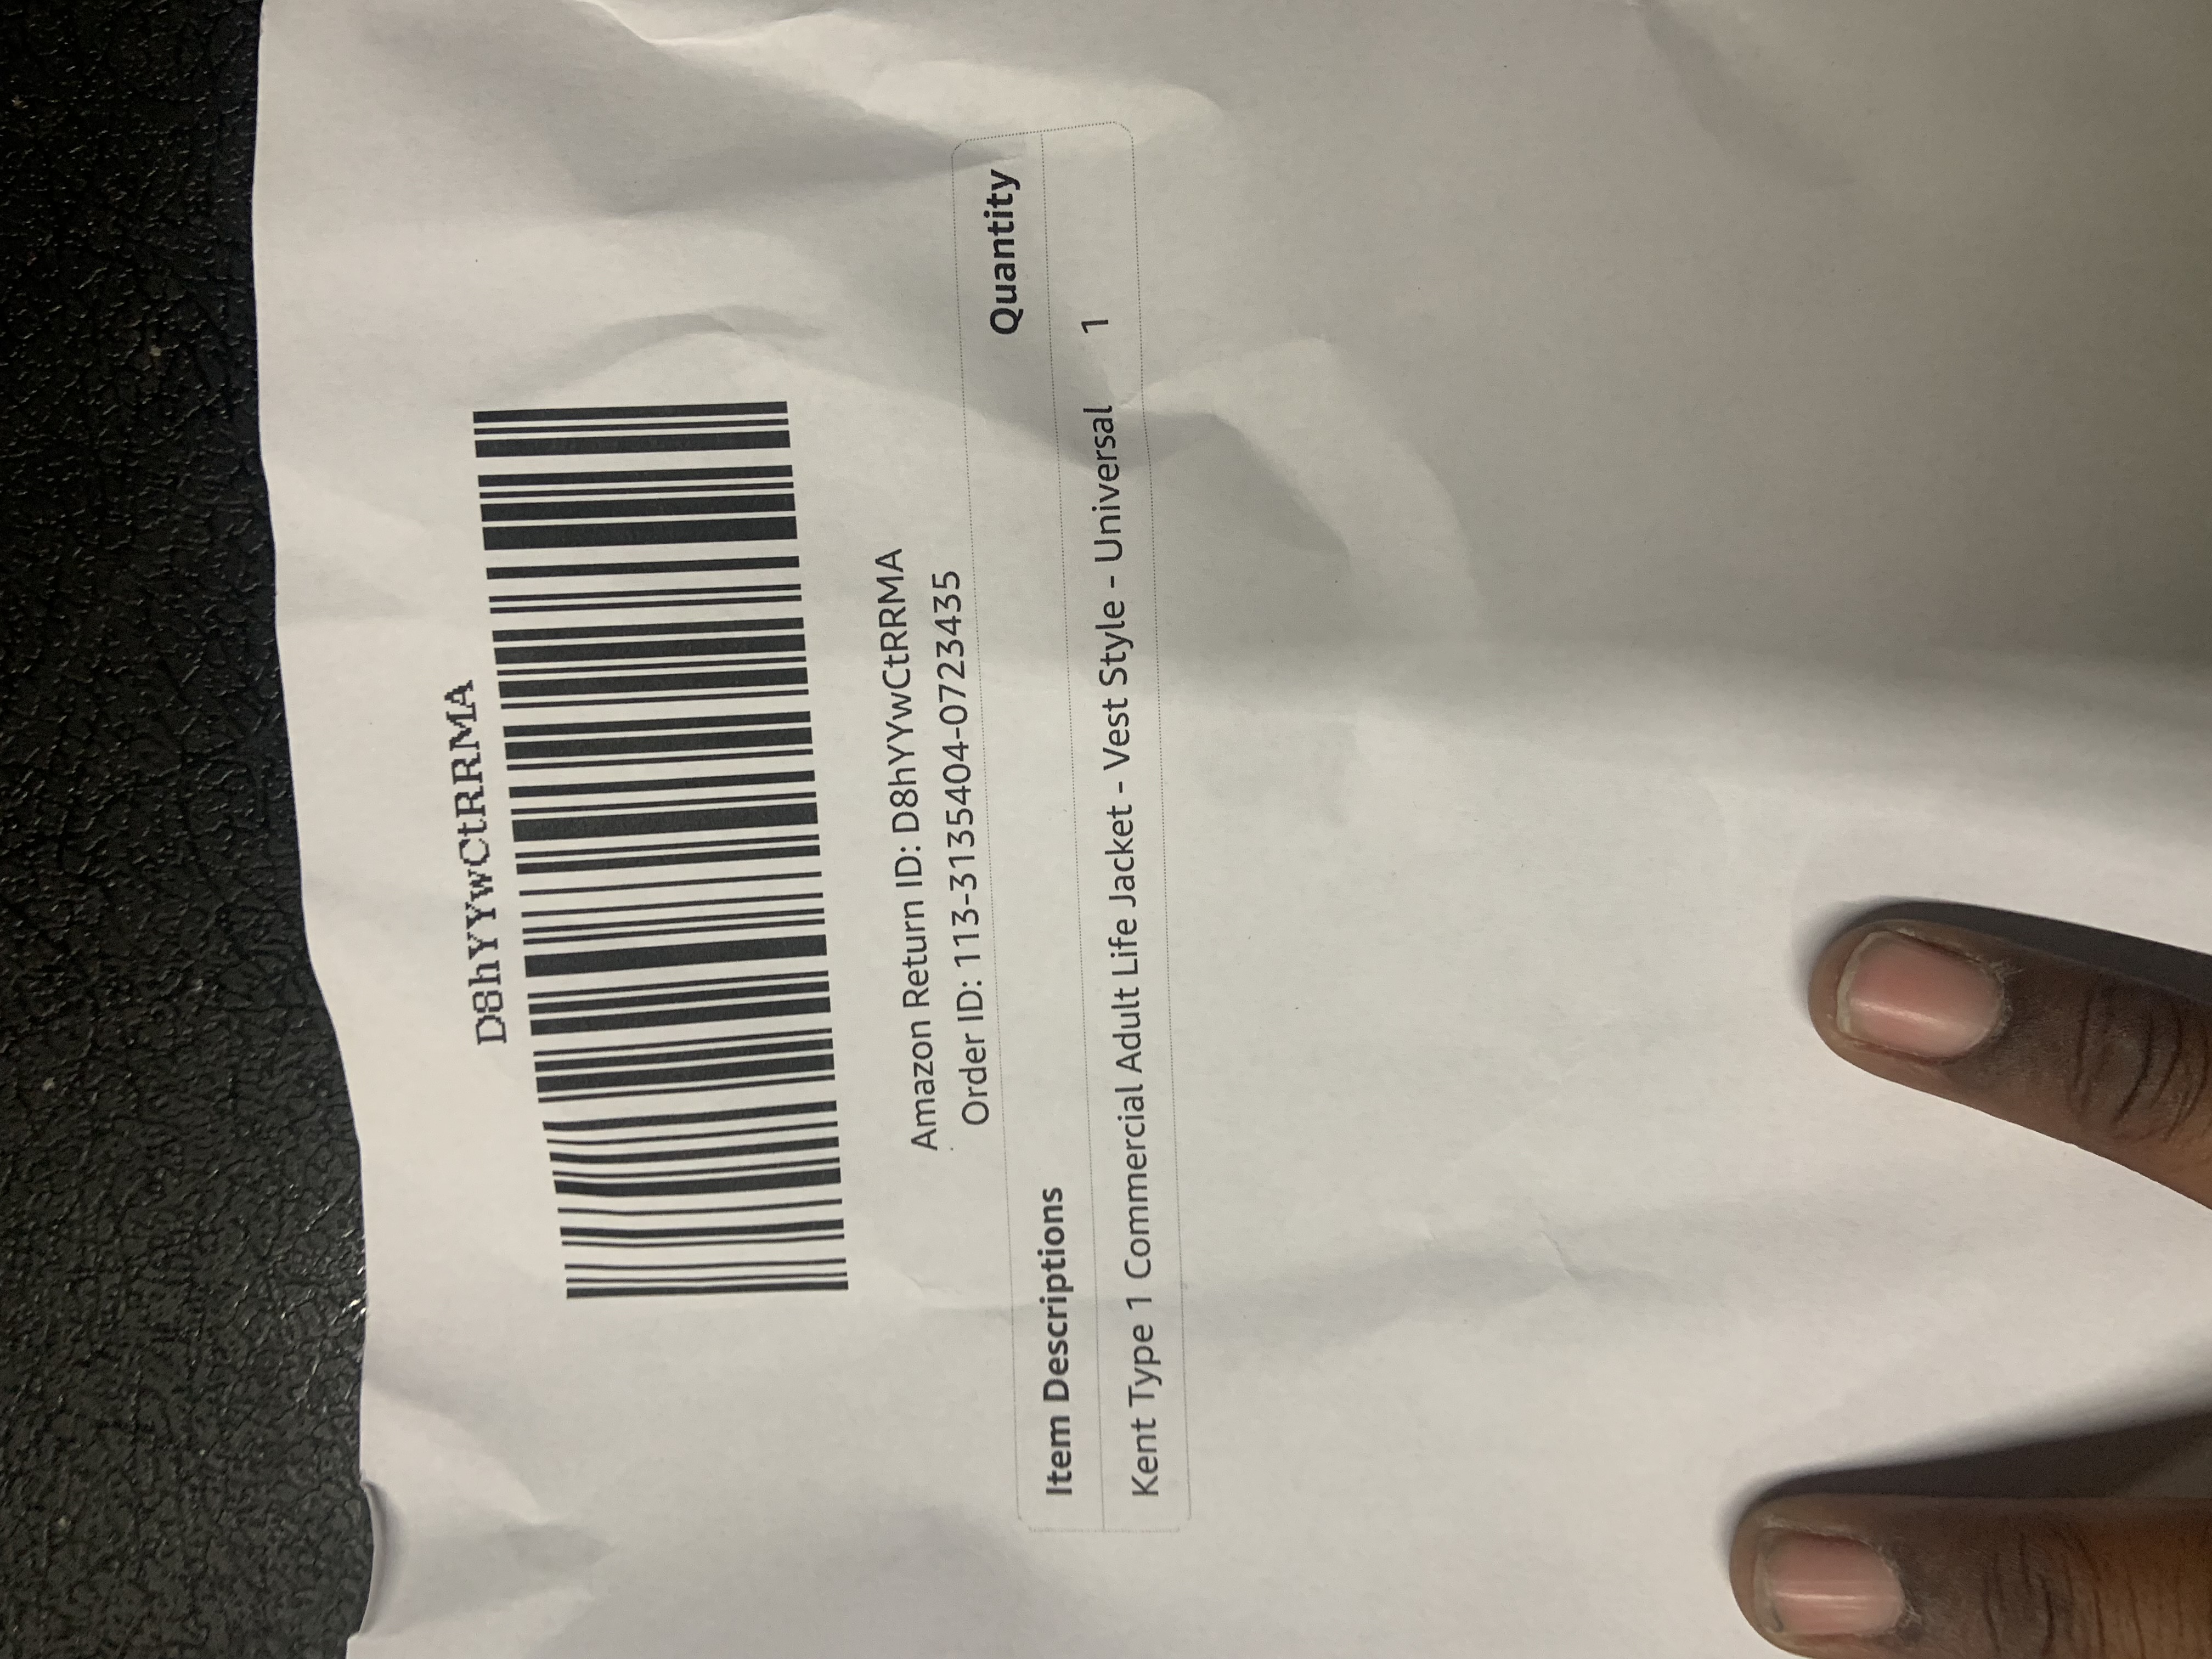 D8hYYwCtRRMA
Amazon Return ID: D8hYYwCtRRMA
Order ID: 113-3135404-0723435
Item Descriptions Quantity
Kent Type 1 Commercial Adult Life Jacket - Vest Style - Universal 1